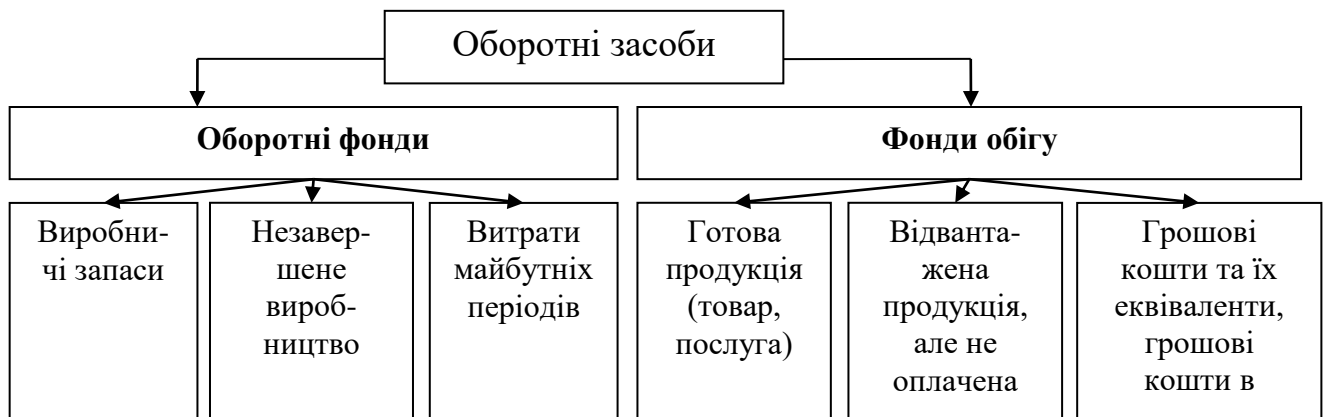 Оборотні засоби
Оборотні фонди
Фонди обігу
Виробни-
чі запаси
Незавер-
шене
вироб-
ництво
Витрати
майбутніх
періодів
Готова
продукція
(товар,
послуга)
Відванта-
жена
продукція,
але не
оплачена
Грошові
кошти та їх
еквіваленти,
грошові
кошти в